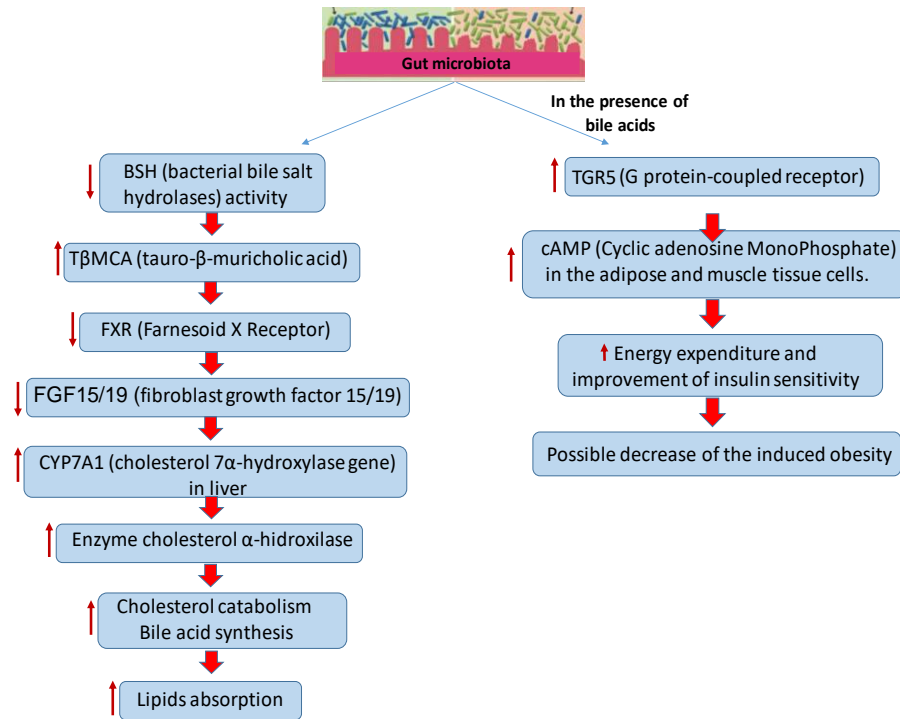 Gut microbiota
In the presence of
bile acids
BSH (bacterial bile salt
hydrolases) activity
TβMCA (tauro-β-muricholic acid)
FXR (Farnesoid X Receptor)
FGF15/19 (fibroblast growth factor 15/19)
CYP7A1 (cholesterol 7α-hydroxylase gene)
in liver
Enzyme cholesterol α-hidroxilase
Cholesterol catabolism
Bile acid synthesis
Lipids absorption
TGR5 (G protein-coupled receptor)
cAMP (Cyclic adenosine MonoPhosphate)
in the adipose and muscle tissue cells.
Energy expenditure and
improvement of insulin sensitivity
Possible decrease of the induced obesity